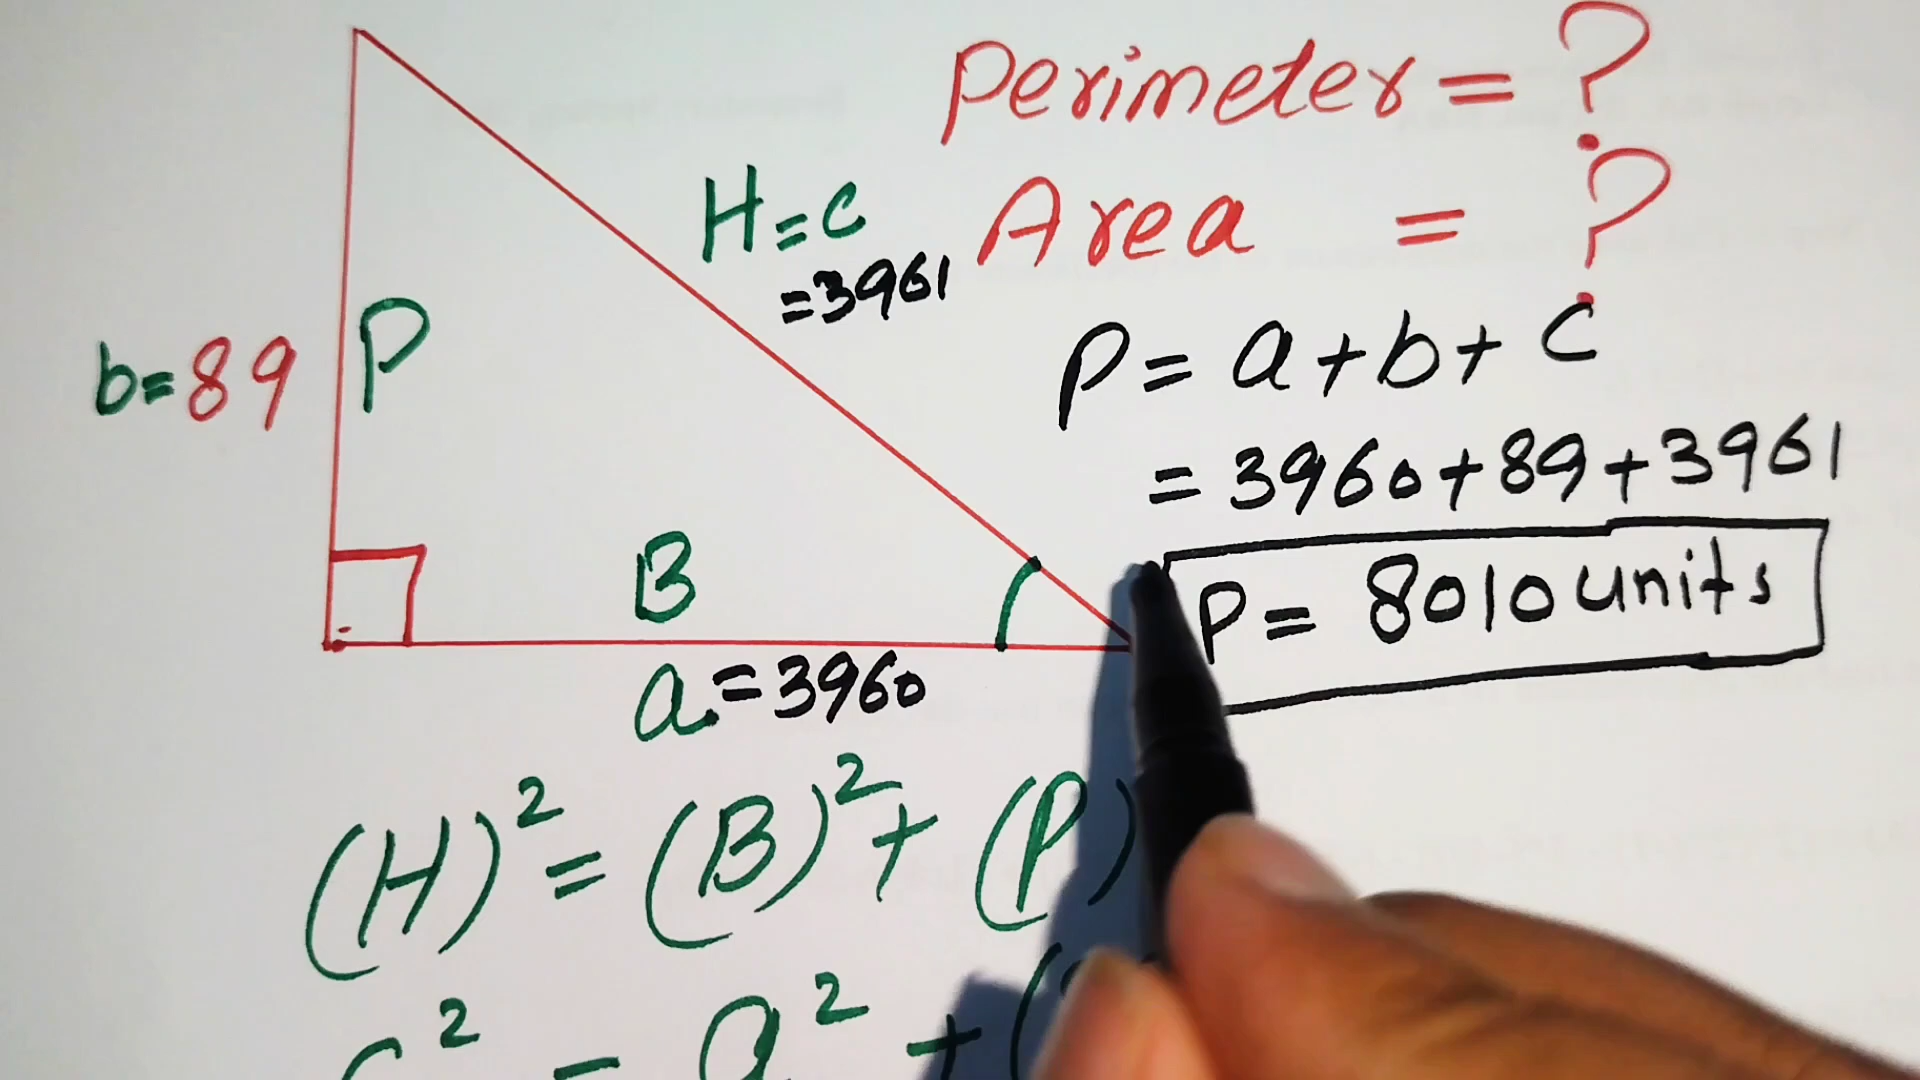 Perimeter = ?
Area = ?
H = c
= 3961
b = 89
P
P = a + b + c
= 3960 + 89 + 3961
P = 8010 units
B
a = 3960
(H)² = (B)² + (P)
c² = a² + (